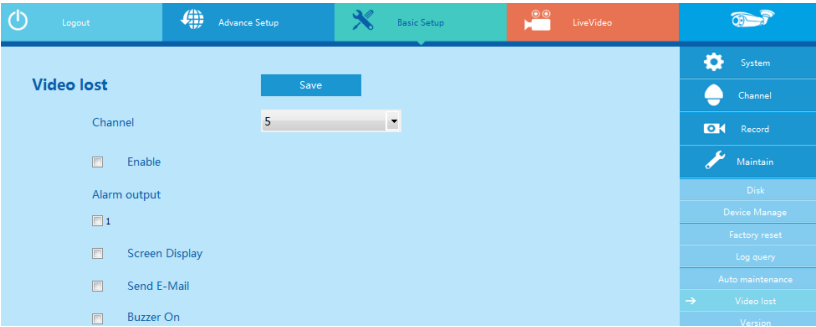 Logout
Advance Setup
Basic Setup
LiveVideo
Video lost
Save
Channel
5
Enable
Alarm output
1
Screen Display
Send E-Mail
Buzzer On
System
Channel
Record
Maintain
Disk
Device Manage
Factory reset
Log query
Auto maintenance
Video lost
Version